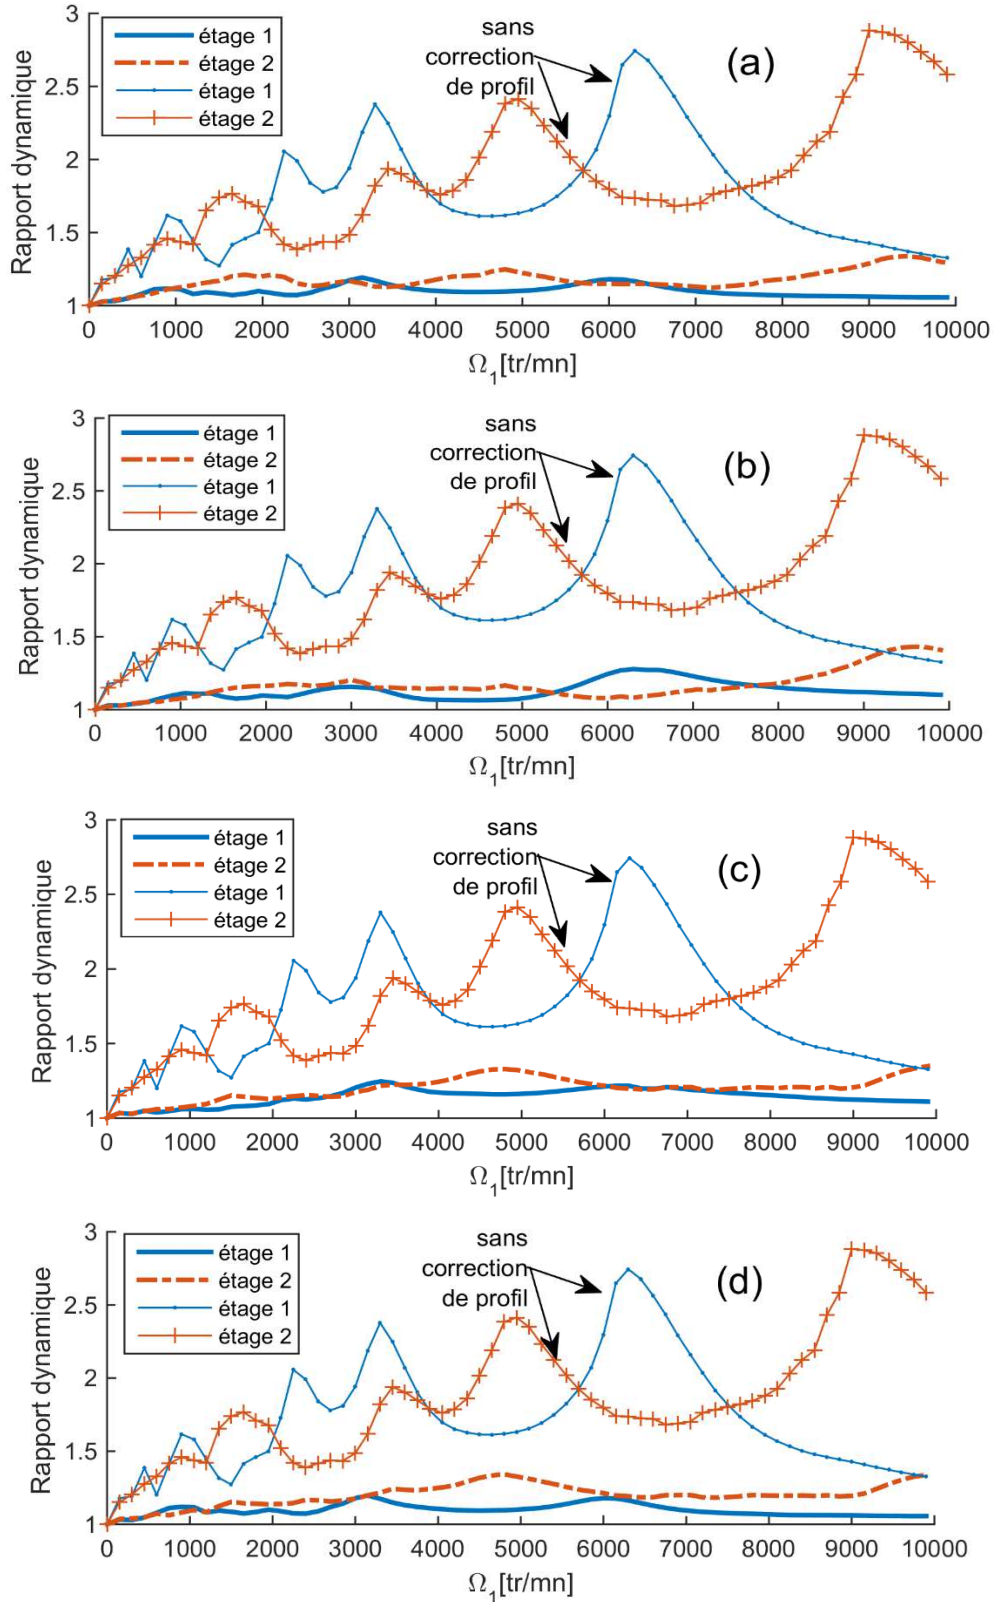 étage 1
étage 2
étage 1
étage 2
sans
correction
de profil
(a)
Rapport dynamique
3
2.5
2
1.5
1
0 1000 2000 3000 4000 5000 6000 7000 8000 9000 10000
Ω1[tr/mn]
étage 1
étage 2
étage 1
étage 2
sans
correction
de profil
(b)
Rapport dynamique
3
2.5
2
1.5
1
0 1000 2000 3000 4000 5000 6000 7000 8000 9000 10000
Ω1[tr/mn]
étage 1
étage 2
étage 1
étage 2
sans
correction
de profil
(c)
Rapport dynamique
3
2.5
2
1.5
1
0 1000 2000 3000 4000 5000 6000 7000 8000 9000 10000
Ω1[tr/mn]
étage 1
étage 2
étage 1
étage 2
sans
correction
de profil
(d)
Rapport dynamique
3
2.5
2
1.5
1
0 1000 2000 3000 4000 5000 6000 7000 8000 9000 10000
Ω1[tr/mn]